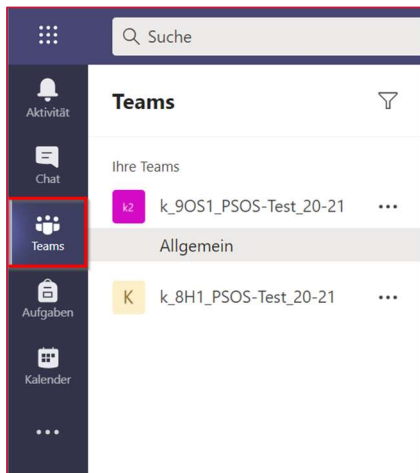 Suche
Aktivität
Chat
Teams
Aufgaben
Kalender
Teams
Ihre Teams
k2 k_9OS1_PSOS-Test_20-21
Allgemein
K k_8H1_PSOS-Test_20-21